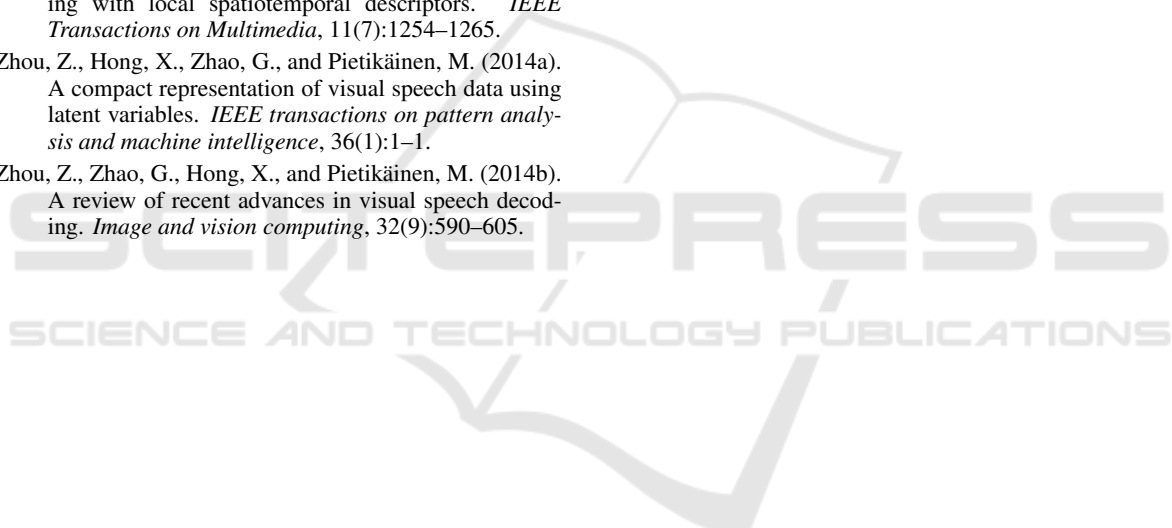 ing with local spatiotemporal descriptors. IEEE
Transactions on Multimedia, 11(7):1254–1265.
Zhou, Z., Hong, X., Zhao, G., and Pietikäinen, M. (2014a).
A compact representation of visual speech data using
latent variables. IEEE transactions on pattern analy-
sis and machine intelligence, 36(1):1–1.
Zhou, Z., Zhao, G., Hong, X., and Pietikäinen, M. (2014b).
A review of recent advances in visual speech decod-
ing. Image and vision computing, 32(9):590–605.
SCITEPRESS
SCIENCE AND TECHNOLOGY PUBLICATIONS